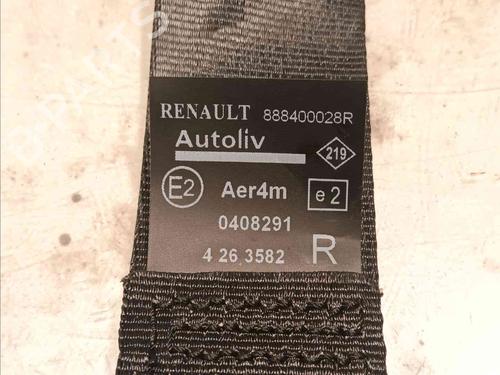 RENAULT 888400028R
Autoliv
219
E2 Aer4m e2
0408291
4 26 3582 R